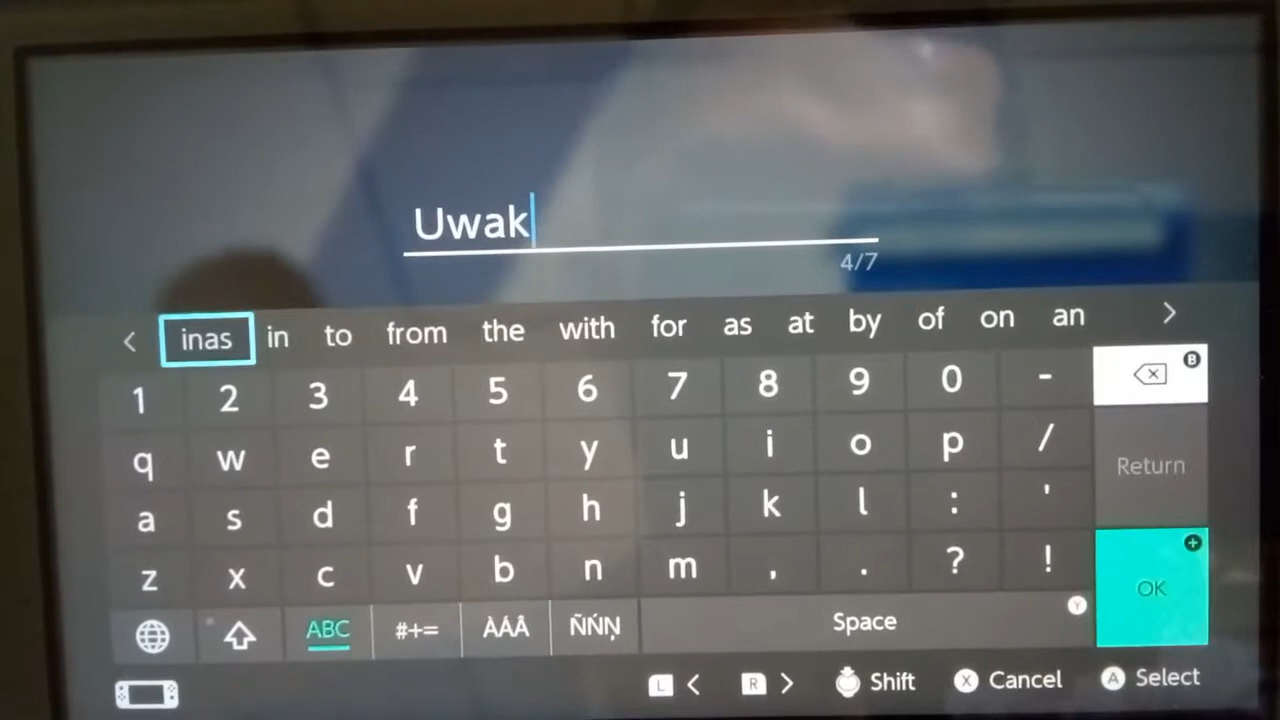 Uwak
4/7
< inas in to from the with for as at by of on an >
1 2 3 4 5 6 7 8 9 0 - B
q w e r t y u i o p / Return
a s d f g h j k l : '
z x c v b n m , . ? ! + OK
ABC #+= ÀÁÂ ÑŃŅ Space Y
L < R > Shift X Cancel A Select